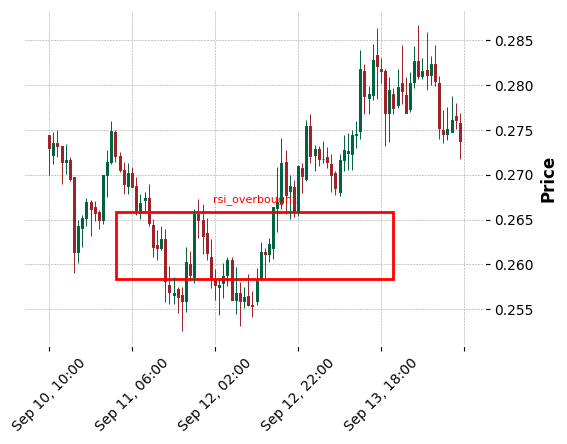 0.285
0.280
0.275
0.270
0.265
0.260
0.255
Price
rsi_overbought
Sep 10, 10:00
Sep 11, 06:00
Sep 12, 02:00
Sep 12, 22:00
Sep 13, 18:00